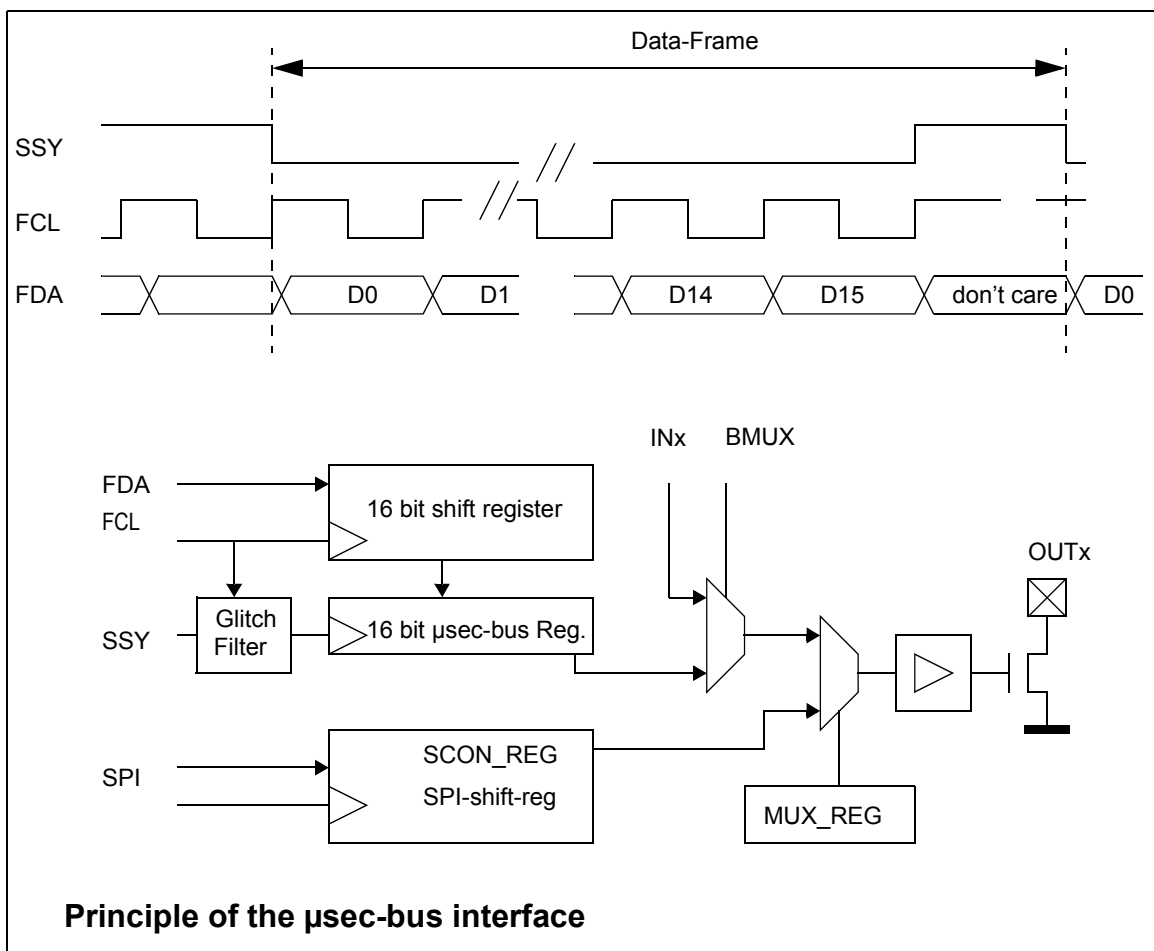 Data-Frame
SSY
FCL
FDA
D0
D1
D14
D15
don't care
D0
INx
BMUX
FDA
FCL
16 bit shift register
OUTx
SSY
Glitch
Filter
16 bit µsec-bus Reg.
SPI
SCON_REG
SPI-shift-reg
MUX_REG
Principle of the µsec-bus interface